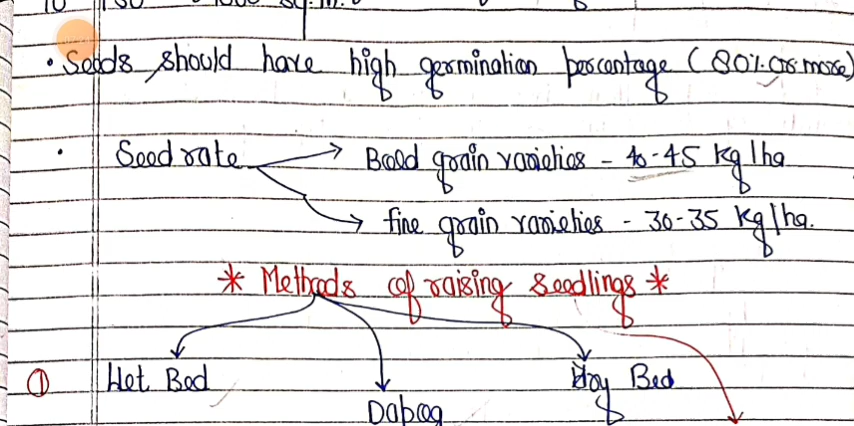 • Seeds should have high germination percentage (80% or more)
• Seed rate → Bold grain varieties - 40-45 kg/ha
→ fine grain varieties - 30-35 kg/ha.
* Methods of raising seedlings *
① Wet Bed Dry Bed
Dapog